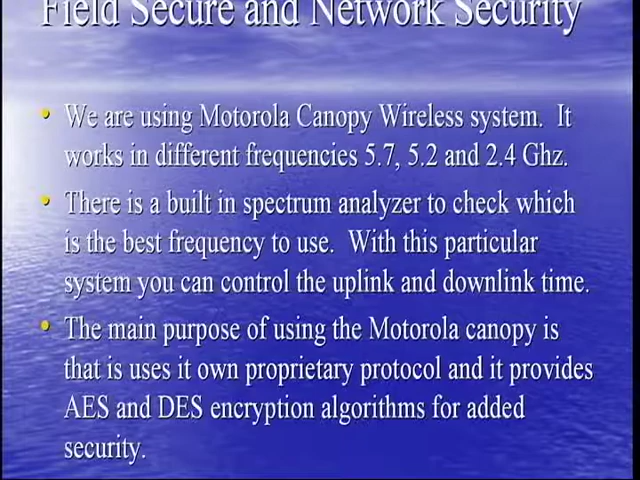 Field Secure and Network Security
We are using Motorola Canopy Wireless system. It
works in different frequencies 5.7, 5.2 and 2.4 Ghz.
There is a built in spectrum analyzer to check which
is the best frequency to use. With this particular
system you can control the uplink and downlink time.
The main purpose of using the Motorola canopy is
that is uses it own proprietary protocol and it provides
AES and DES encryption algorithms for added
security.